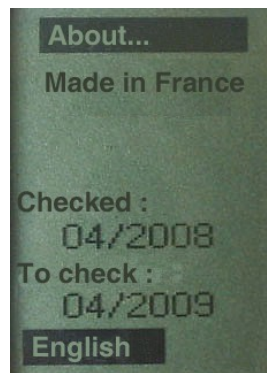 About...
Made in France
Checked :
04/2008
To check :
04/2009
English